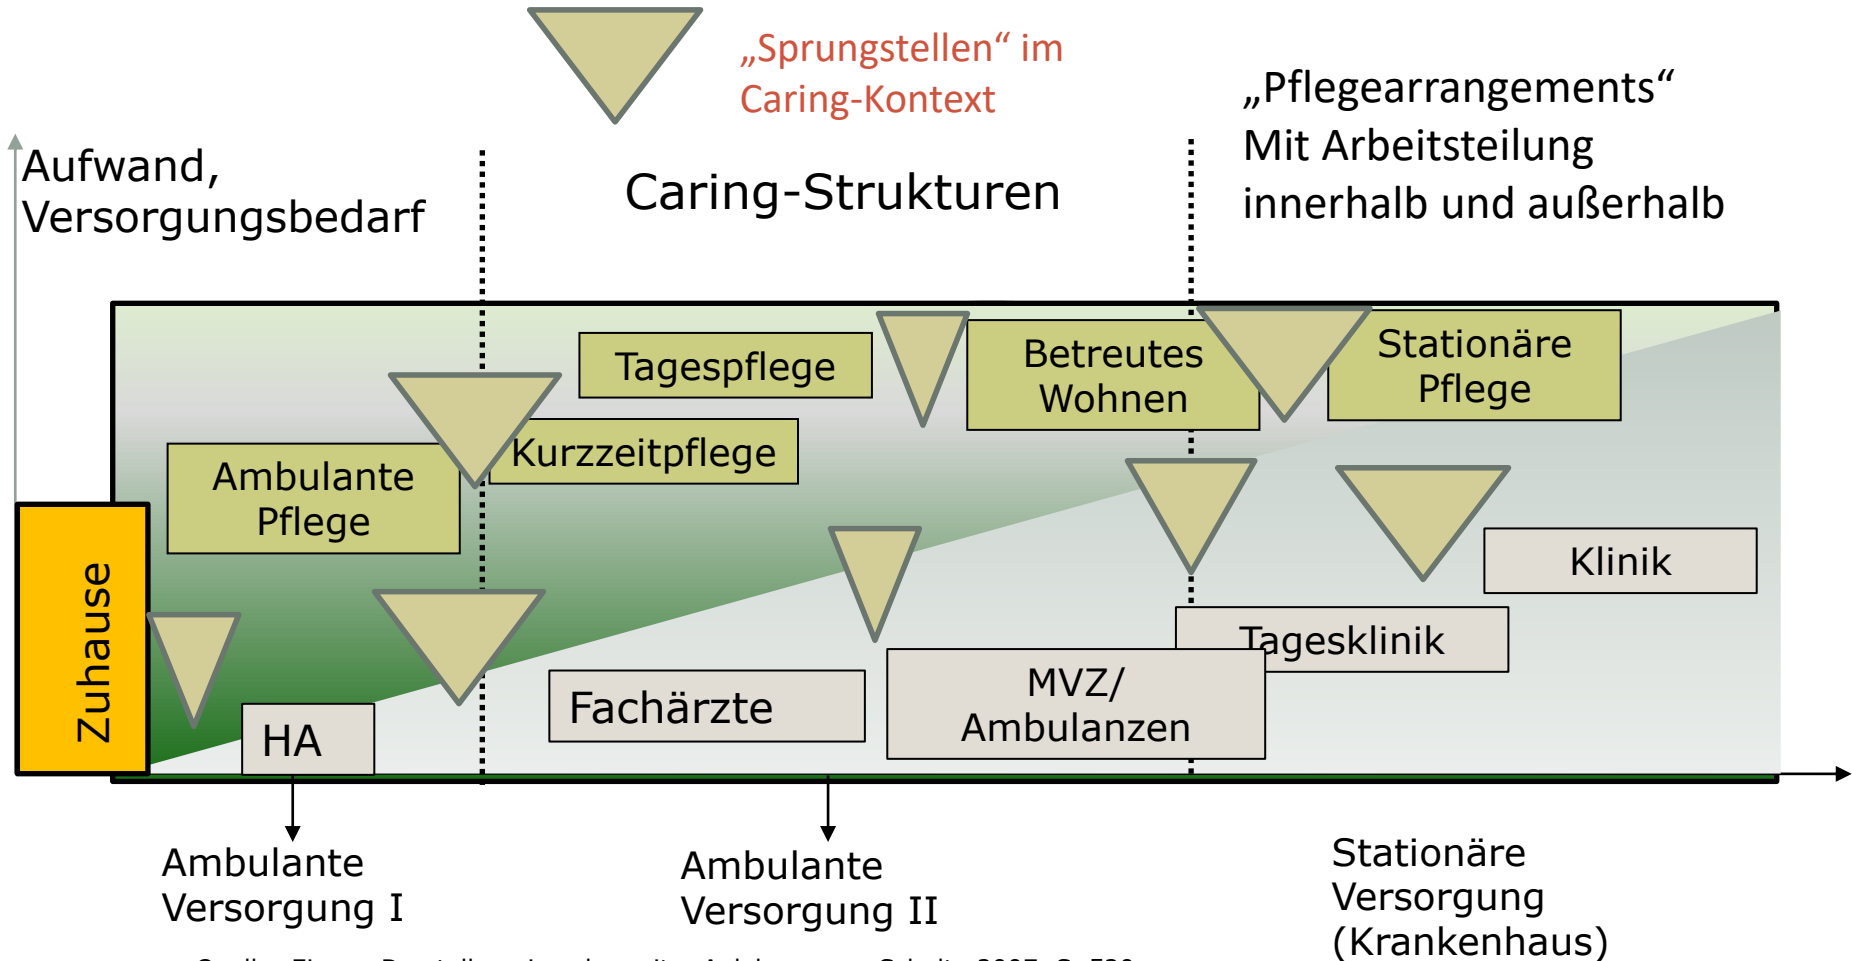 „Sprungstellen“ im
Caring-Kontext
„Pflegearrangements“
Mit Arbeitsteilung
innerhalb und außerhalb
Aufwand,
Versorgungsbedarf
Caring-Strukturen
Tagespflege
Betreutes
Wohnen
Stationäre
Pflege
Kurzzeitpflege
Ambulante
Pflege
Zuhause
Klinik
Tagesklinik
HA
Fachärzte
MVZ/
Ambulanzen
Ambulante
Versorgung I
Ambulante
Versorgung II
Stationäre
Versorgung
(Krankenhaus)